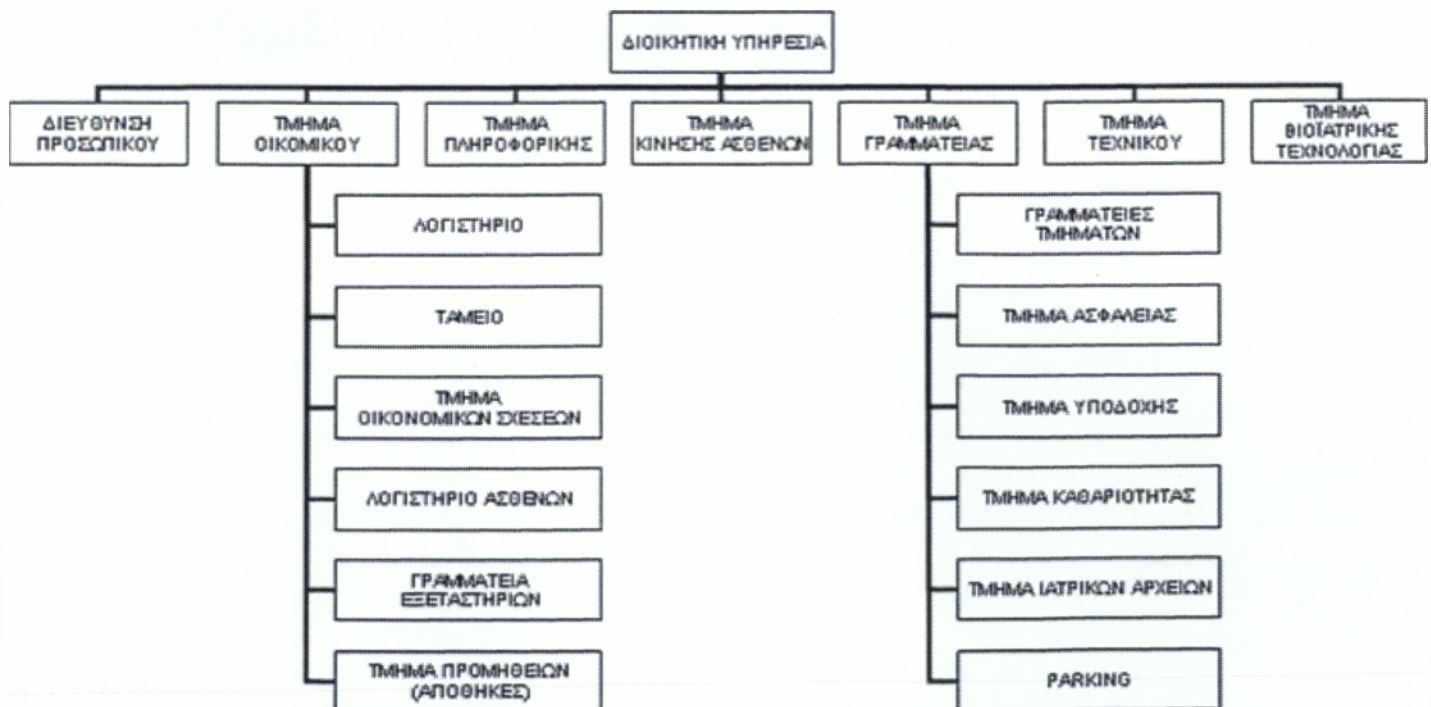 ΔΙΟΙΚΗΤΙΚΗ ΥΠΗΡΕΣΙΑ
ΔΙΕΥΘΥΝΣΗ
ΠΡΟΣΩΠΙΚΟΥ
ΤΜΗΜΑ
ΟΙΚΟΜΙΚΟΥ
ΤΜΗΜΑ
ΠΛΗΡΟΦΟΡΙΚΗΣ
ΤΜΗΜΑ
ΚΙΝΗΣΗΣ ΑΣΘΕΝΩΝ
ΤΜΗΜΑ
ΓΡΑΜΜΑΤΕΙΑΣ
ΤΜΗΜΑ
ΤΕΧΝΙΚΟΥ
ΤΜΗΜΑ
ΒΙΟΪΑΤΡΙΚΗΣ
ΤΕΧΝΟΛΟΓΙΑΣ
ΛΟΓΙΣΤΗΡΙΟ
ΤΑΜΕΙΟ
ΤΜΗΜΑ
ΟΙΚΟΝΟΜΙΚΩΝ ΣΧΕΣΕΩΝ
ΛΟΓΙΣΤΗΡΙΟ ΑΣΘΕΝΩΝ
ΓΡΑΜΜΑΤΕΙΑ
ΕΞΕΤΑΣΤΗΡΙΩΝ
ΤΜΗΜΑ ΠΡΟΜΗΘΕΙΩΝ
(ΑΠΟΘΗΚΕΣ)
ΓΡΑΜΜΑΤΕΙΕΣ
ΤΜΗΜΑΤΩΝ
ΤΜΗΜΑ ΑΣΦΑΛΕΙΑΣ
ΤΜΗΜΑ ΥΠΟΔΟΧΗΣ
ΤΜΗΜΑ ΚΑΘΑΡΙΟΤΗΤΑΣ
ΤΜΗΜΑ ΙΑΤΡΙΚΩΝ ΑΡΧΕΙΩΝ
PARKING